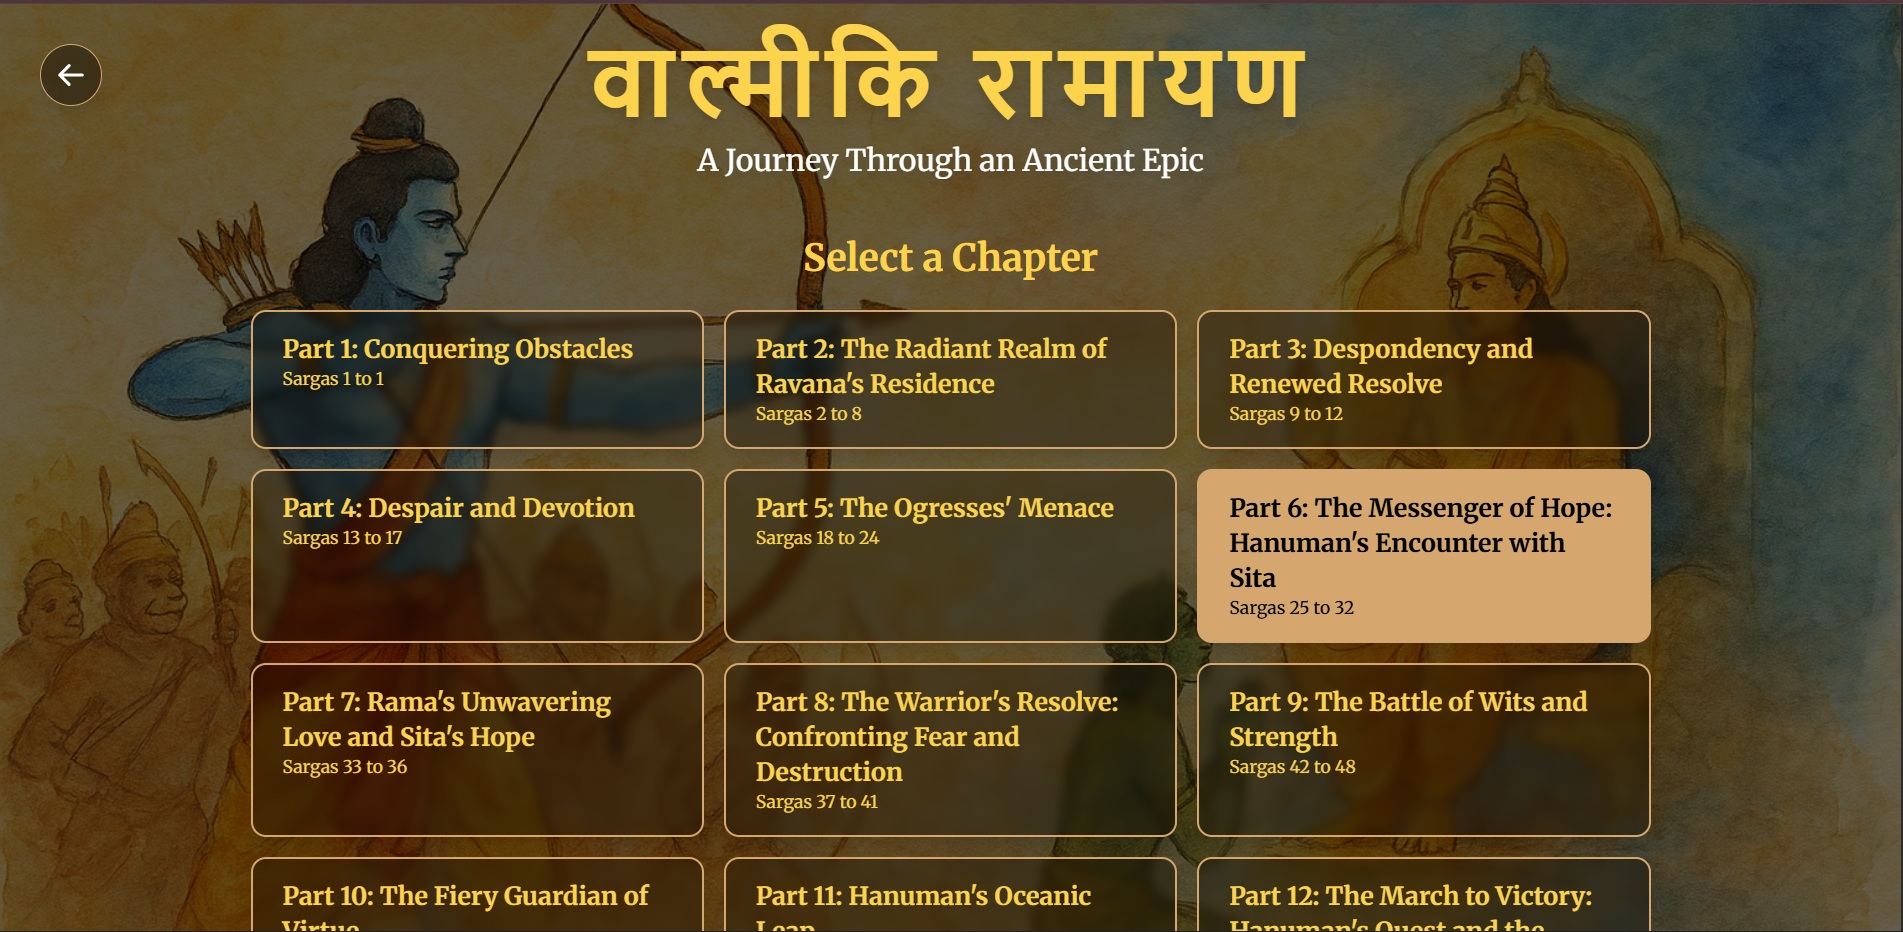 वाल्मीकि रामायण
A Journey Through an Ancient Epic
Select a Chapter
Part 1: Conquering Obstacles
Sargas 1 to 1
Part 2: The Radiant Realm of
Ravana's Residence
Sargas 2 to 8
Part 3: Despondency and
Renewed Resolve
Sargas 9 to 12
Part 4: Despair and Devotion
Sargas 13 to 17
Part 5: The Ogresses' Menace
Sargas 18 to 24
Part 6: The Messenger of Hope:
Hanuman's Encounter with
Sita
Sargas 25 to 32
Part 7: Rama's Unwavering
Love and Sita's Hope
Sargas 33 to 36
Part 8: The Warrior's Resolve:
Confronting Fear and
Destruction
Sargas 37 to 41
Part 9: The Battle of Wits and
Strength
Sargas 42 to 48
Part 10: The Fiery Guardian of
Virtue
Part 11: Hanuman's Oceanic
Leap
Part 12: The March to Victory:
Hanuman's Quest and the